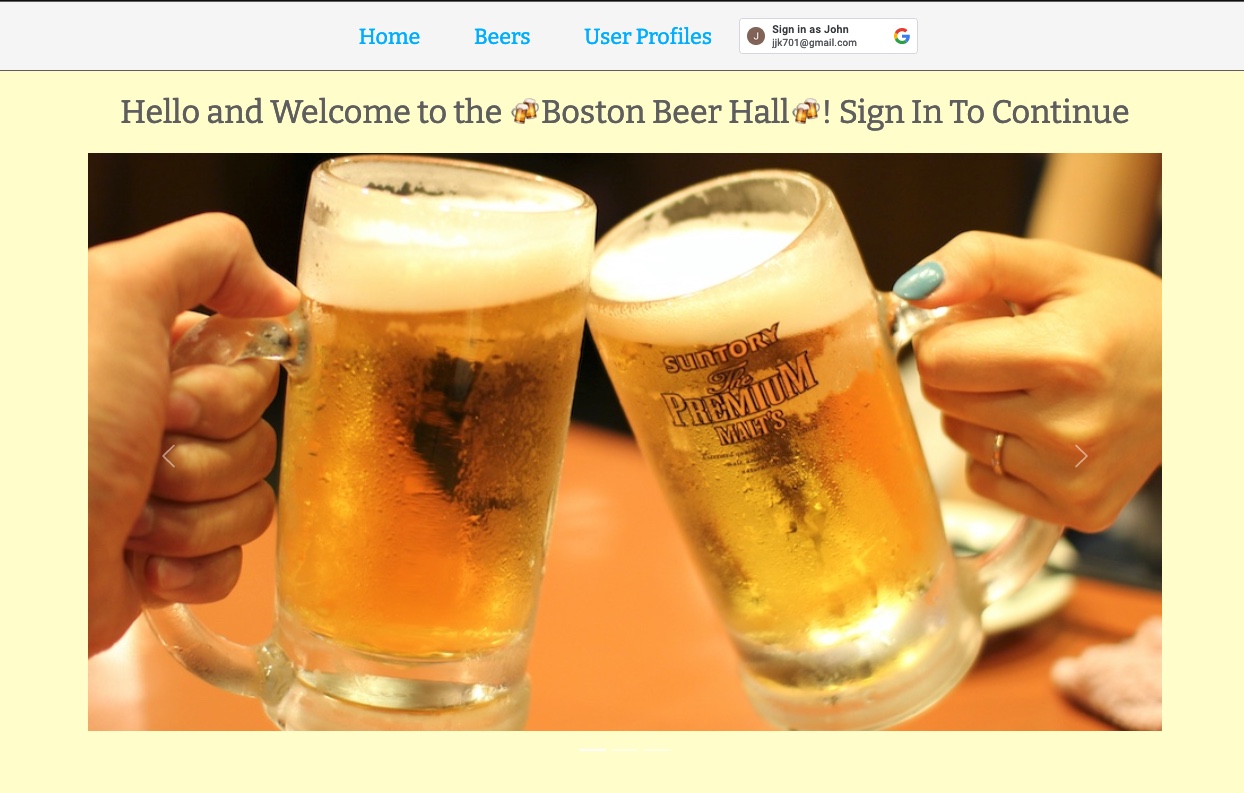 Home Beers User Profiles
J Sign in as John
jjk701@gmail.com
Hello and Welcome to the 🍻Boston Beer Hall🍻! Sign In To Continue
SUNTORY
The
PREMIUM
MALT'S